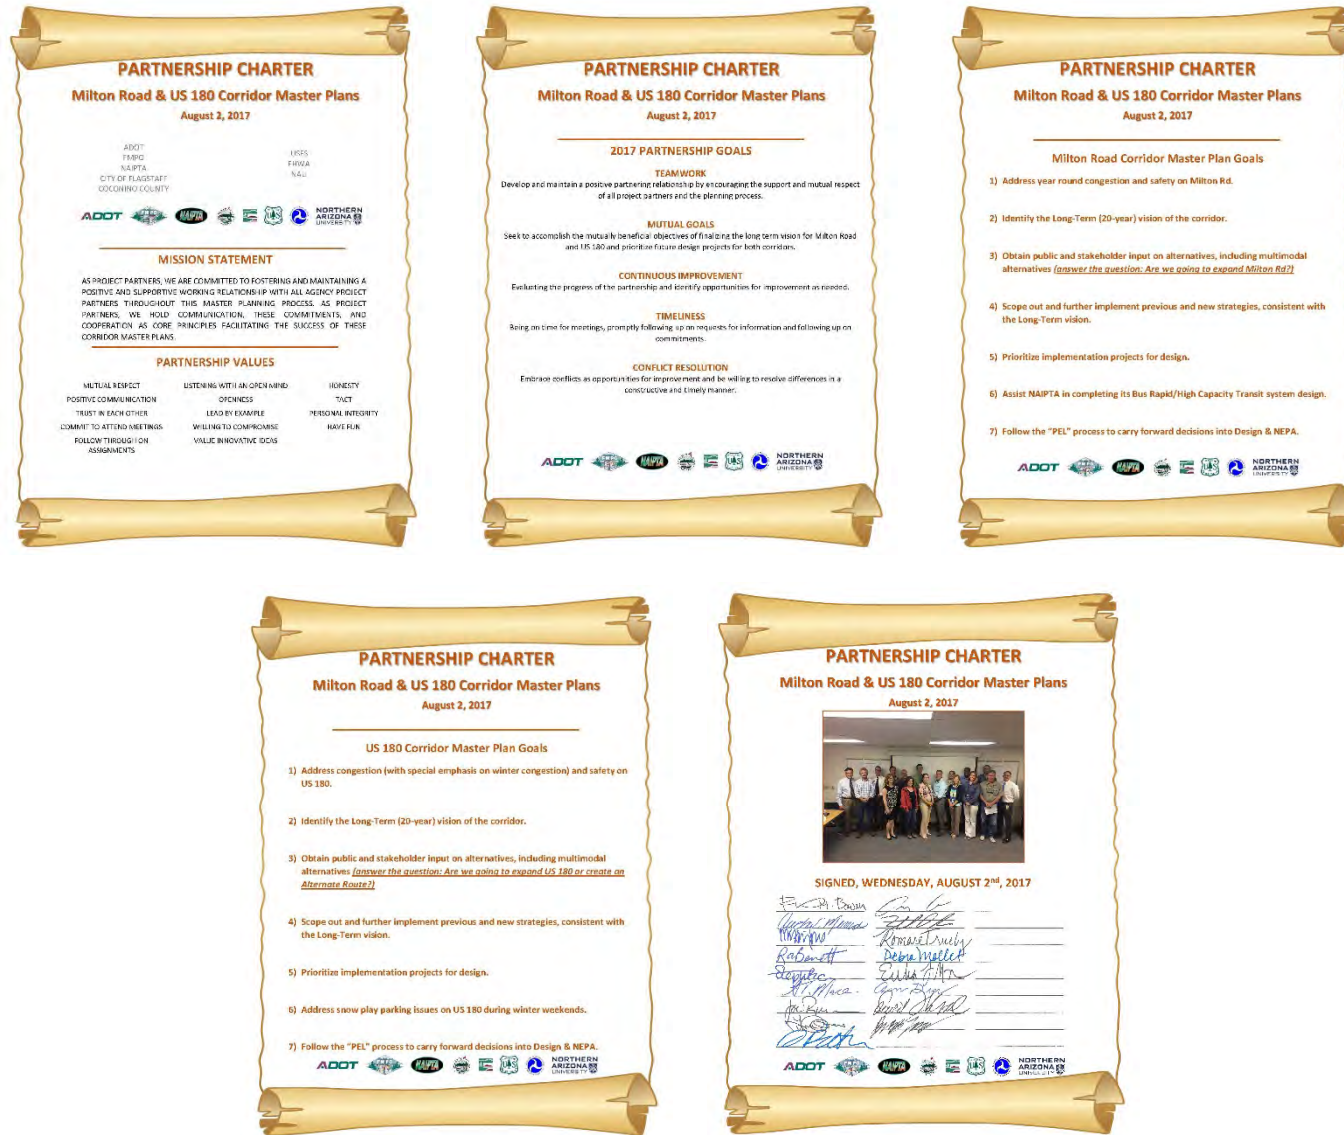 PARTNERSHIP CHARTER
Milton Road & US 180 Corridor Master Plans
August 2, 2017
ADOT
FMPO
NAIPTA
CITY OF FLAGSTAFF
COCONINO COUNTY
USFS
FHWA
NAU
ADOT
NAIPTA
NORTHERN
ARIZONA
UNIVERSITY
MISSION STATEMENT
AS PROJECT PARTNERS, WE ARE COMMITTED TO FOSTERING AND MAINTAINING A
POSITIVE AND SUPPORTIVE WORKING RELATIONSHIP WITH ALL AGENCY PROJECT
PARTNERS THROUGHOUT THIS MASTER PLANNING PROCESS. AS PROJECT
PARTNERS, WE HOLD COMMUNICATION, THESE COMMITMENTS, AND
COOPERATION AS CORE PRINCIPLES FACILITATING THE SUCCESS OF THESE
CORRIDOR MASTER PLANS
PARTNERSHIP VALUES
MUTUAL RESPECT
LISTENING WITH AN OPEN MIND
HONESTY
POSITIVE COMMUNICATION
OPENNESS
TACT
TRUST IN EACH OTHER
LEAD BY EXAMPLE
PERSONAL INTEGRITY
COMMIT TO ATTEND MEETINGS
WILLING TO COMPROMISE
HAVE FUN
FOLLOW THROUGH ON
ASSIGNMENTS
VALUE INNOVATIVE IDEAS
PARTNERSHIP CHARTER
Milton Road & US 180 Corridor Master Plans
August 2, 2017
2017 PARTNERSHIP GOALS
TEAMWORK
Develop and maintain a positive partnering relationship by encouraging the support and mutual respect
of all project partners and the planning process.
MUTUAL GOALS
Seek to accomplish the mutually beneficial objectives of finalizing the long term vision for Milton Road
and US 180 and prioritize future design projects for both corridors.
CONTINUOUS IMPROVEMENT
Evaluating the progress of the partnership and identify opportunities for improvement as needed.
TIMELINESS
Being on time for meetings, promptly following up on requests for information and following up on
commitments.
CONFLICT RESOLUTION
Embrace conflicts as opportunities for improvement and be willing to resolve differences in a
constructive and timely manner.
ADOT
NAIPTA
NORTHERN
ARIZONA
UNIVERSITY
PARTNERSHIP CHARTER
Milton Road & US 180 Corridor Master Plans
August 2, 2017
Milton Road Corridor Master Plan Goals
1) Address year round congestion and safety on Milton Rd.
2) Identify the Long-Term (20-year) vision of the corridor.
3) Obtain public and stakeholder input on alternatives, including multimodal
alternatives (answer the question: Are we going to expand Milton Rd?)
4) Scope out and further implement previous and new strategies, consistent with
the Long-Term vision.
5) Prioritize implementation projects for design.
6) Assist NAIPTA in completing its Bus Rapid/High Capacity Transit system design.
7) Follow the "PEL" process to carry forward decisions into Design & NEPA.
ADOT
NAIPTA
NORTHERN
ARIZONA
UNIVERSITY
PARTNERSHIP CHARTER
Milton Road & US 180 Corridor Master Plans
August 2, 2017
US 180 Corridor Master Plan Goals
1) Address congestion (with special emphasis on winter congestion) and safety on
US 180.
2) Identify the Long-Term (20-year) vision of the corridor.
3) Obtain public and stakeholder input on alternatives, including multimodal
alternatives (answer the question: Are we going to expand US 180 or create an
Alternate Route?)
4) Scope out and further implement previous and new strategies, consistent with
the Long-Term vision.
5) Prioritize implementation projects for design.
6) Address snow play parking issues on US 180 during winter weekends.
7) Follow the "PEL" process to carry forward decisions into Design & NEPA.
ADOT
NAIPTA
NORTHERN
ARIZONA
UNIVERSITY
PARTNERSHIP CHARTER
Milton Road & US 180 Corridor Master Plans
August 2, 2017
SIGNED, WEDNESDAY, AUGUST 2nd, 2017
Debra Mollet
ADOT
NAIPTA
NORTHERN
ARIZONA
UNIVERSITY